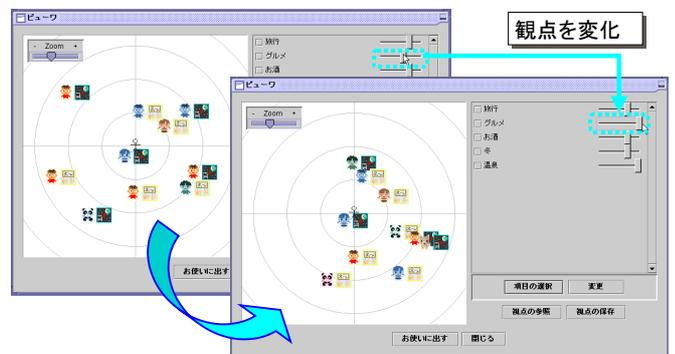 ビューワ
- Zoom +
旅行
グルメ
お酒
お使いに出す
観点を変化
ビューワ
- Zoom +
旅行
グルメ
お酒
冬
温泉
項目の選択
変更
視点の参照
視点の保存
お使いに出す
閉じる